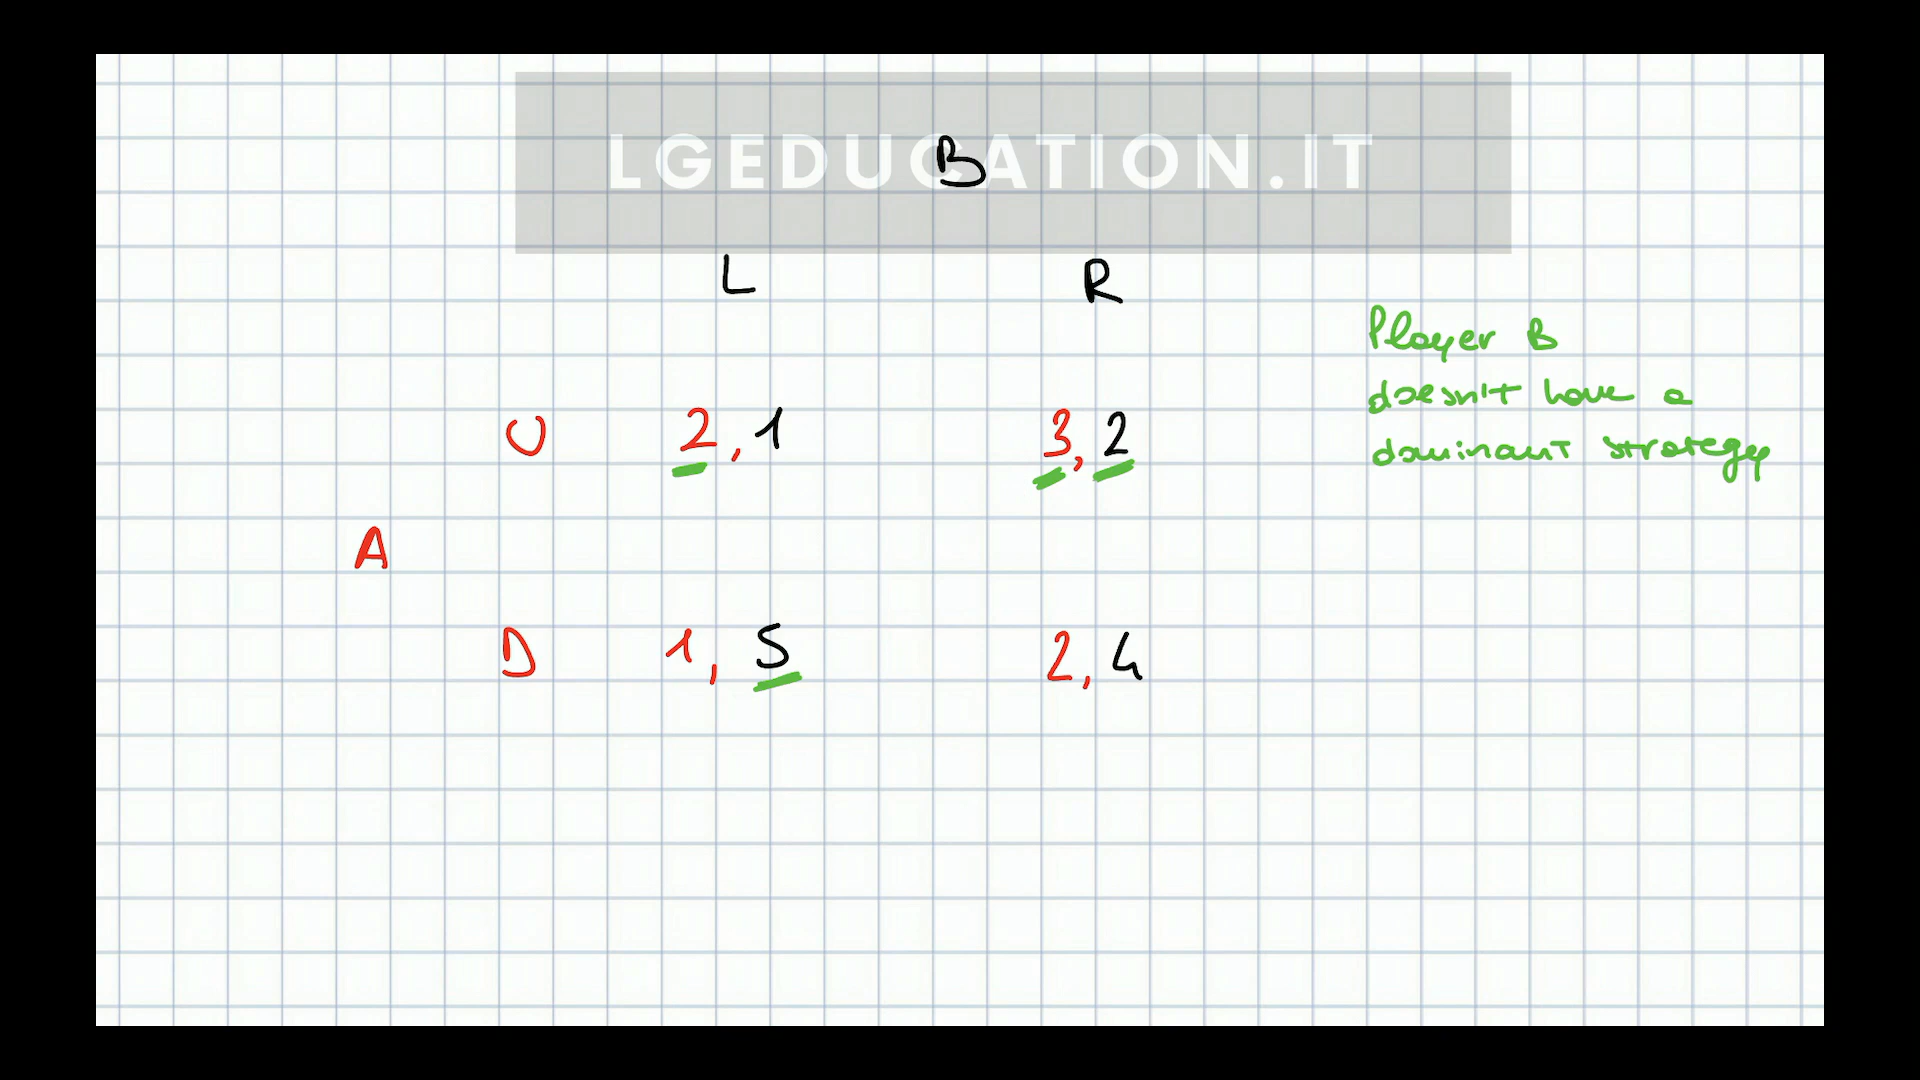 LGEDUCATION.IT
B
L R
Player B
doesn't have a
dominant strategy
U 2, 1 3, 2
A
D 1, 5 2, 4